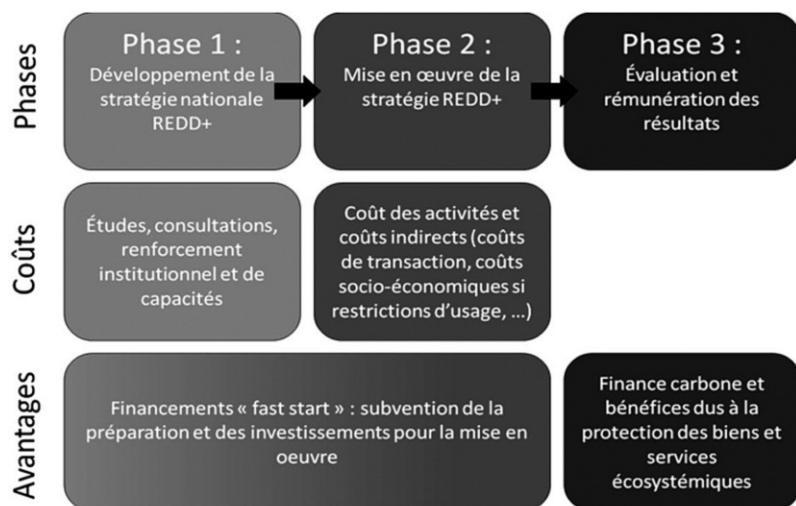 Phases
Phase 1 :
Développement de la
stratégie nationale
REDD+
Phase 2 :
Mise en œuvre de la
stratégie REDD+
Phase 3 :
Évaluation et
rémunération des
résultats
Coûts
Études, consultations,
renforcement
institutionnel et de
capacités
Coût des activités et
coûts indirects (coûts
de transaction, coûts
socio-économiques si
restrictions d’usage, ...)
Avantages
Financements « fast start » : subvention de la
préparation et des investissements pour la mise en
oeuvre
Finance carbone et
bénéfices dus à la
protection des biens et
services
écosystémiques